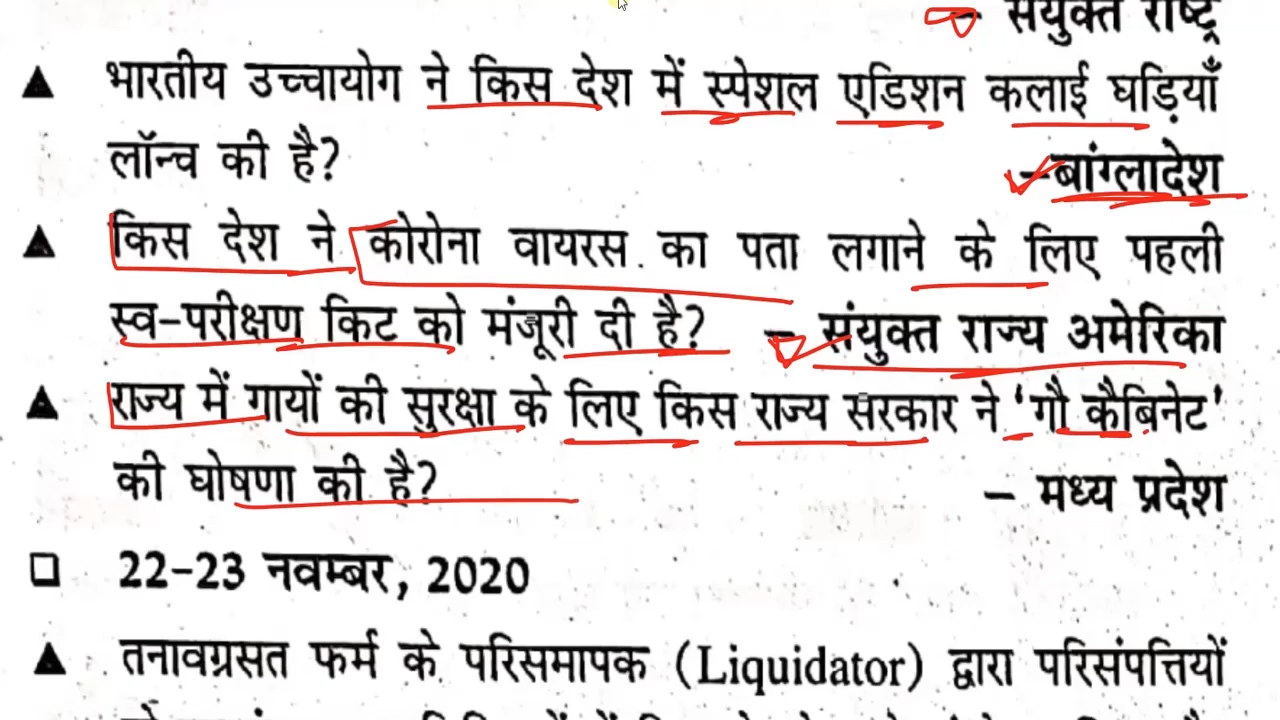 – संयुक्त राष्ट्र
▲ भारतीय उच्चायोग ने किस देश में स्पेशल एडिशन कलाई घड़ियाँ
लॉन्च की है? –बांग्लादेश
▲ किस देश ने कोरोना वायरस का पता लगाने के लिए पहली
स्व-परीक्षण किट को मंजूरी दी है? – संयुक्त राज्य अमेरिका
▲ राज्य में गायों की सुरक्षा के लिए किस राज्य सरकार ने ‘गौ कैबिनेट’
की घोषणा की है? – मध्य प्रदेश
❑ 22-23 नवम्बर, 2020
▲ तनावग्रसत फर्म के परिसमापक (Liquidator) द्वारा परिसंपत्तियों